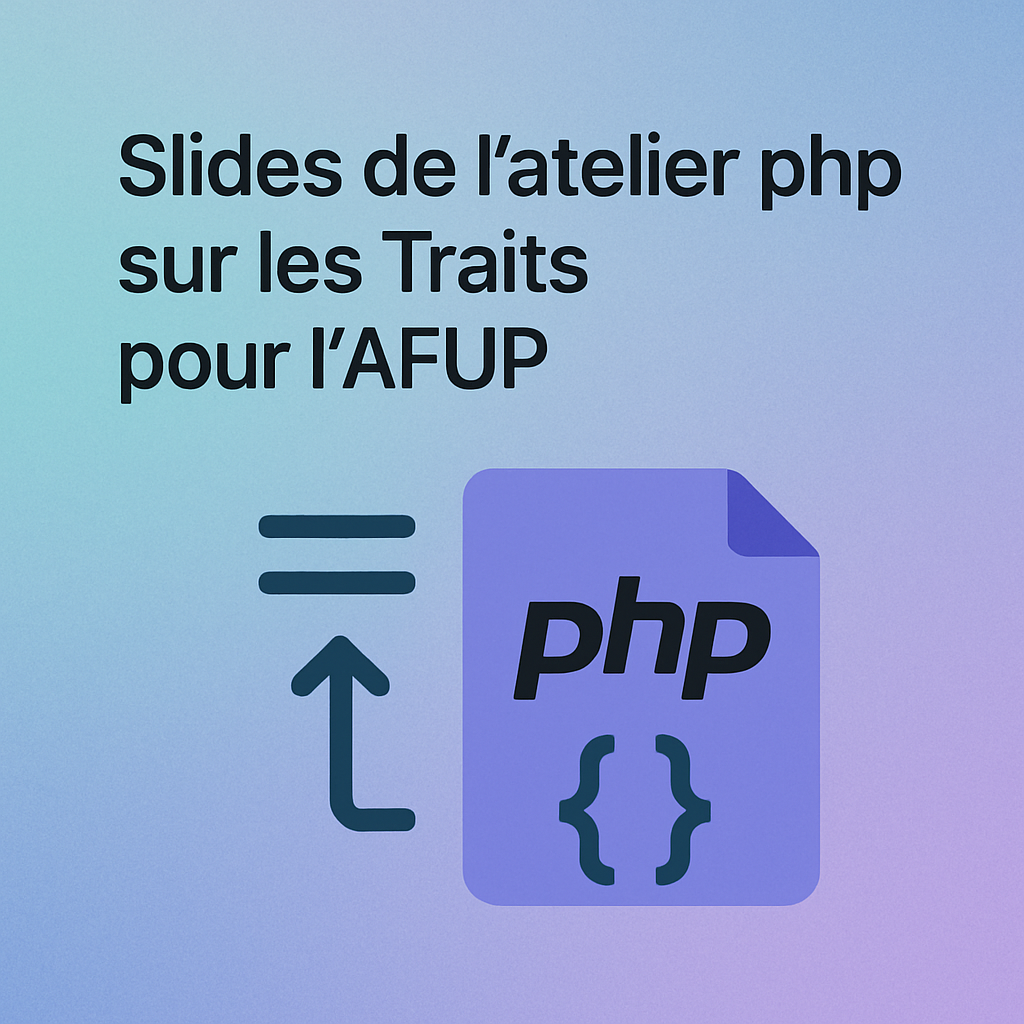 Slides de l’atelier php
sur les Traits
pour l’AFUP
php
{ }